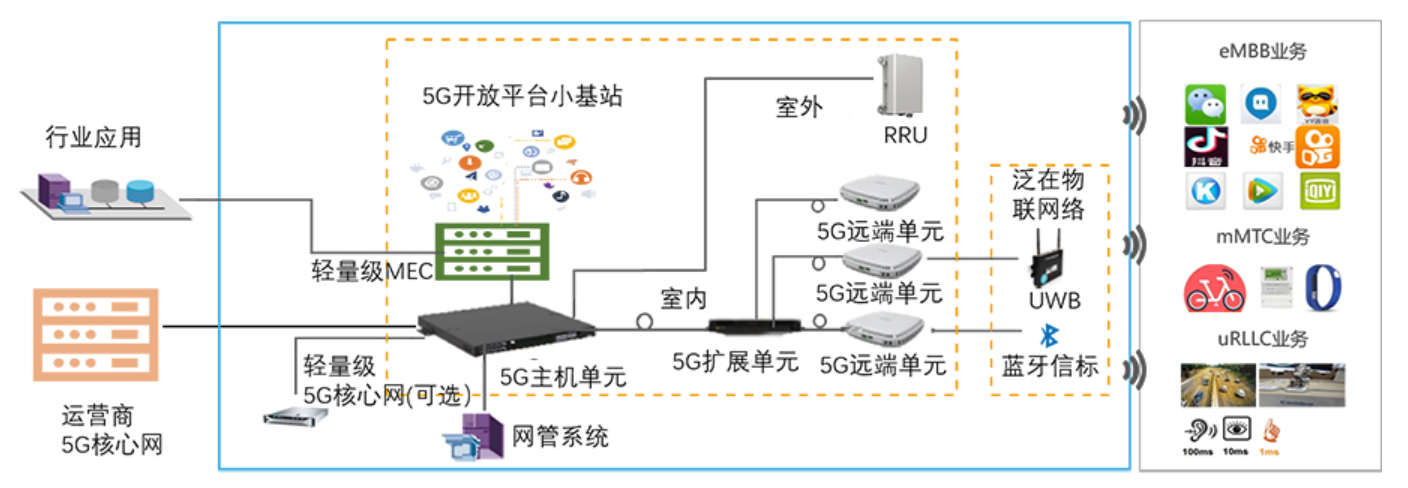 行业应用
运营商
5G核心网
5G开放平台小基站
轻量级MEC
轻量级
5G核心网(可选）
5G主机单元
网管系统
室外
RRU
室内
5G扩展单元
5G远端单元
5G远端单元
5G远端单元
泛在物
联网络
UWB
蓝牙信标
eMBB业务
抖音
快手
QIY
mMTC业务
uRLLC业务
100ms
10ms
1ms